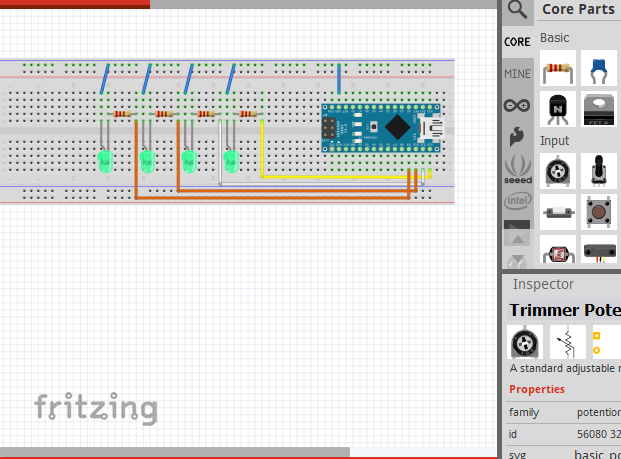 Core Parts
CORE
Basic
MINE
N
Input
seeed
intel
fritzing
Inspector
Trimmer Pote
A standard adjustable r
Properties
family potention
id 56080 32
svg basic_po